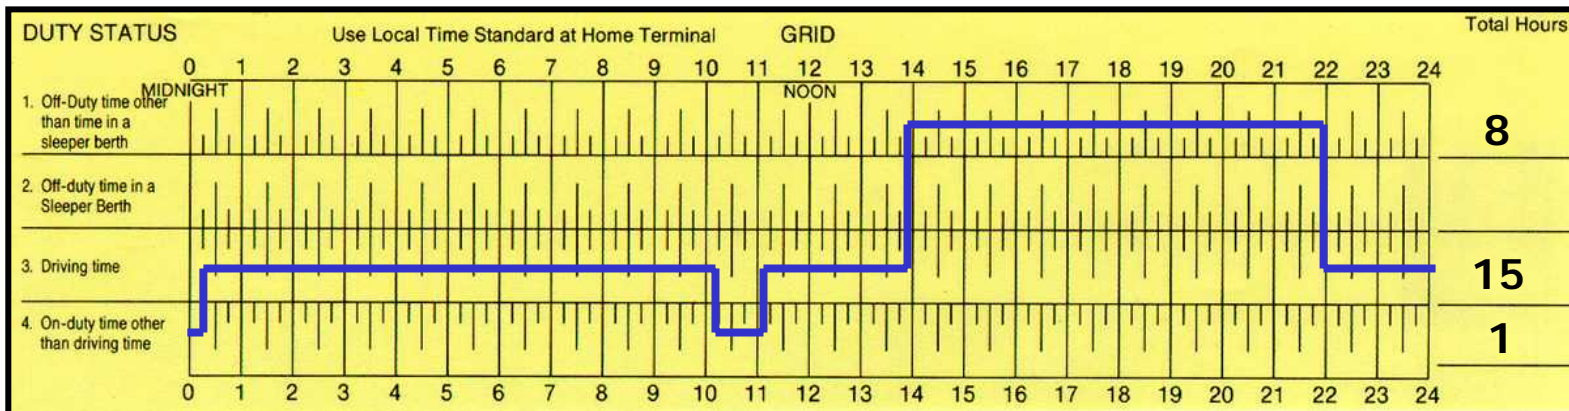 DUTY STATUS Use Local Time Standard at Home Terminal GRID Total Hours
0 1 2 3 4 5 6 7 8 9 10 11 12 13 14 15 16 17 18 19 20 21 22 23 24
MIDNIGHT NOON
1. Off-Duty time other
than time in a
sleeper berth
8
2. Off-duty time in a
Sleeper Berth
3. Driving time
15
4. On-duty time other
than driving time
1
0 1 2 3 4 5 6 7 8 9 10 11 12 13 14 15 16 17 18 19 20 21 22 23 24